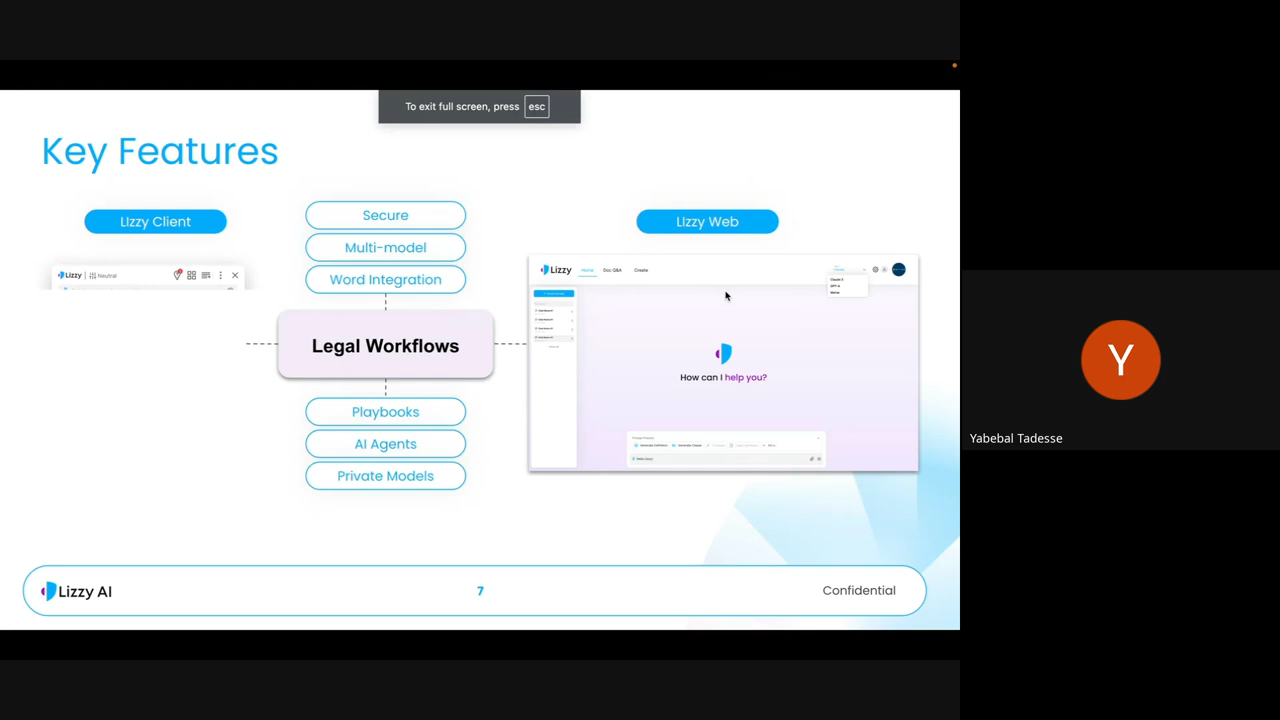 To exit full screen, press esc
Key Features
LIzzy Client
Lizzy Neutral
Secure
Multi-model
Word Integration
Legal Workflows
Playbooks
AI Agents
Private Models
LIzzy Web
Lizzy Home Doc Q&A Create
How can I help you?
Lizzy AI
7
Confidential
Y
Yabebal Tadesse